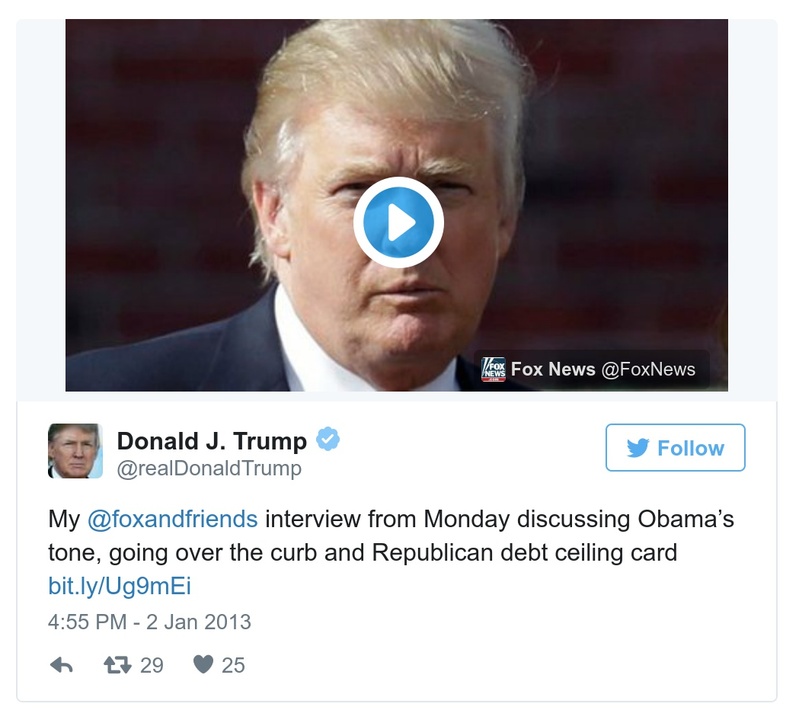 FOX
NEWS
Fox News @FoxNews
Donald J. Trump
@realDonaldTrump
Follow
My @foxandfriends interview from Monday discussing Obama’s
tone, going over the curb and Republican debt ceiling card
bit.ly/Ug9mEi
4:55 PM - 2 Jan 2013
29 25